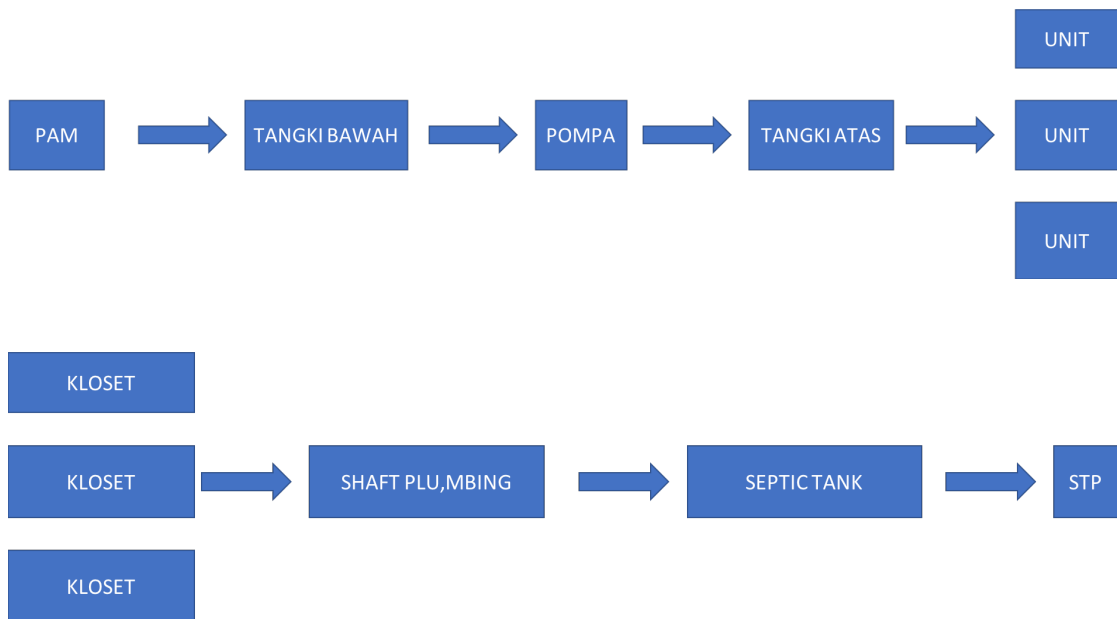 UNIT
PAM
TANGKI BAWAH
POMPA
TANGKI ATAS
UNIT
UNIT
KLOSET
KLOSET
SHAFT PLU,MBING
SEPTIC TANK
STP
KLOSET